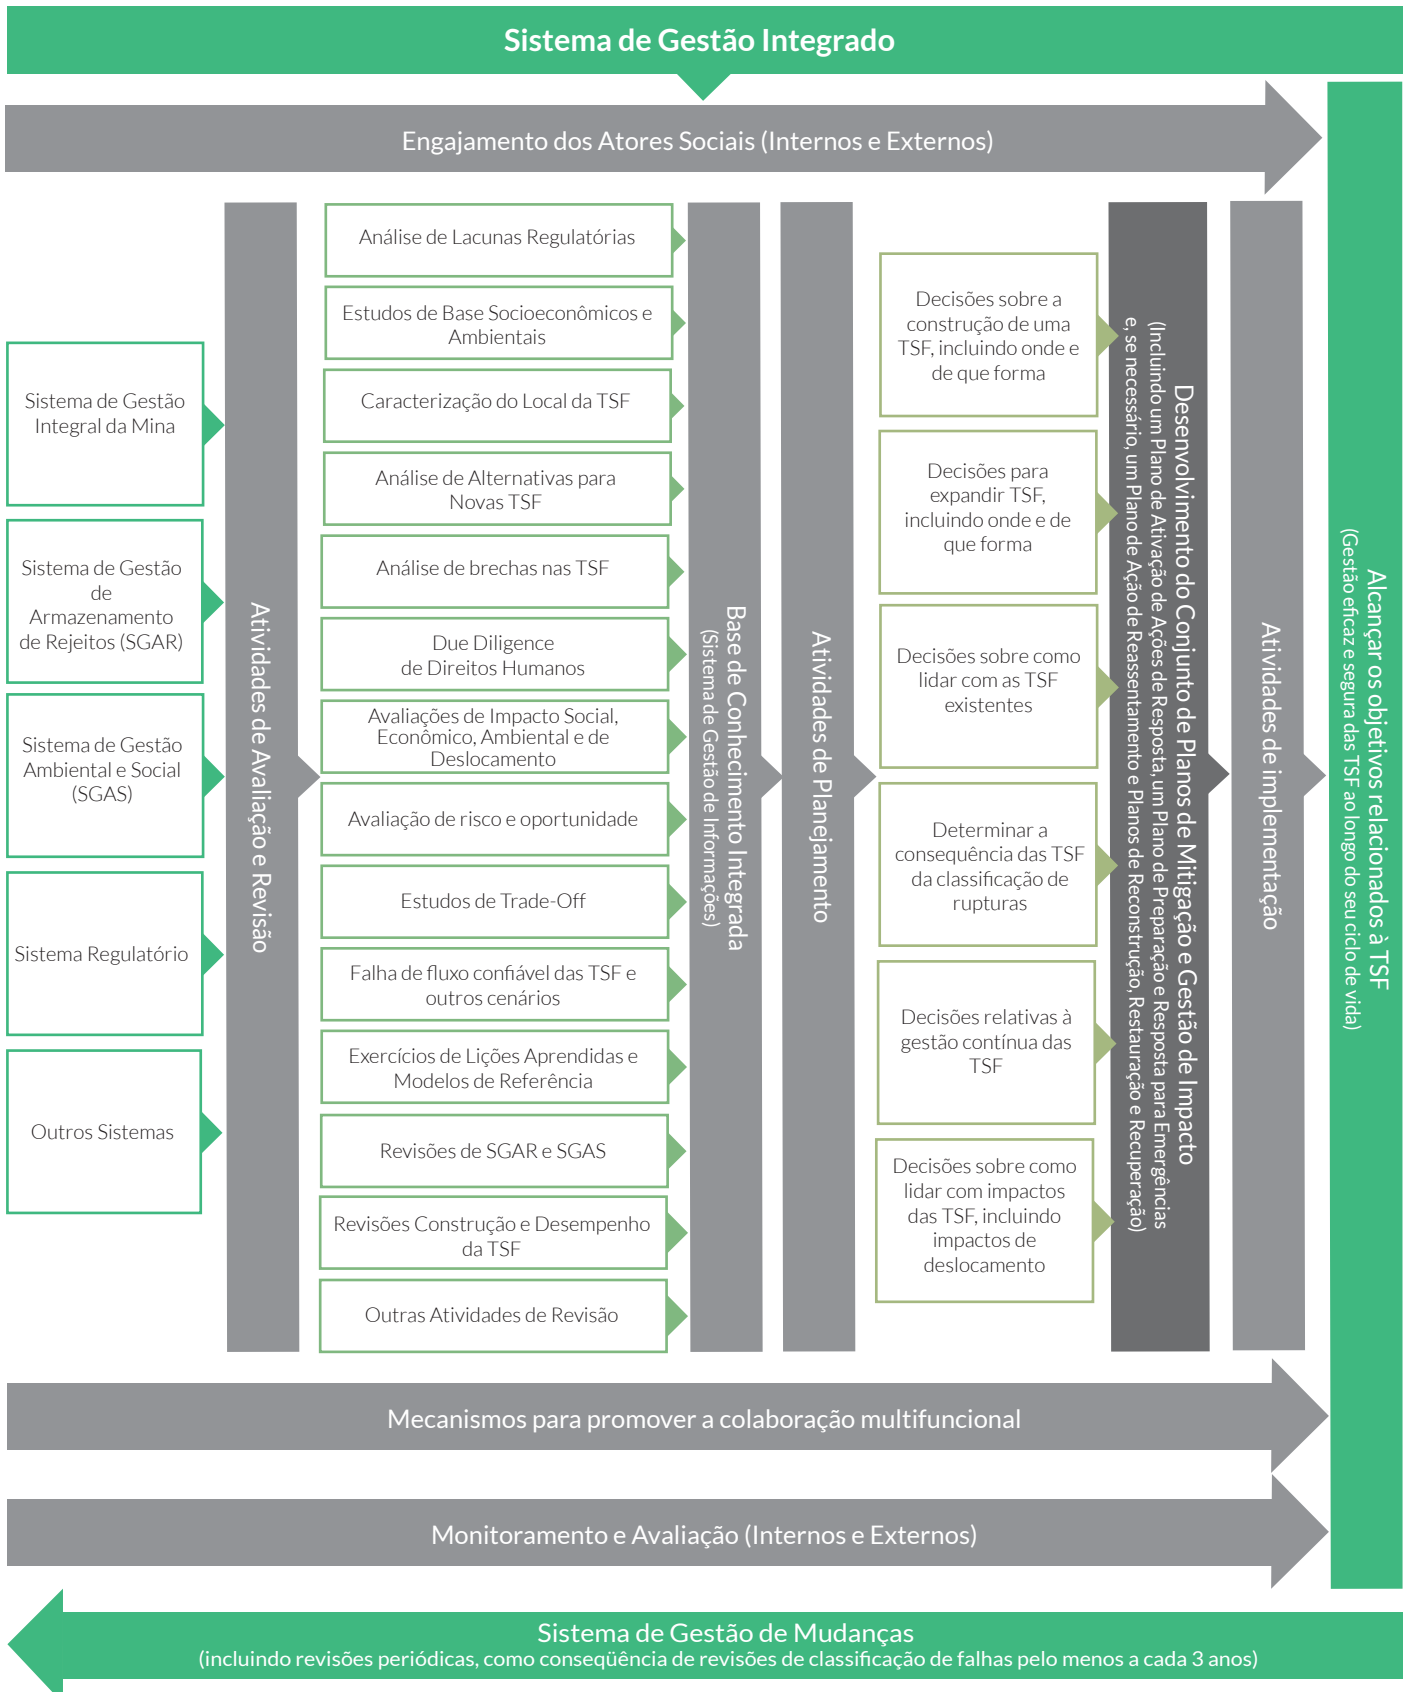 Sistema de Gestão Integrado
Engajamento dos Atores Sociais (Internos e Externos)
Sistema de Gestão
Integral da Mina
Sistema de Gestão
de
Armazenamento
de Rejeitos (SGAR)
Sistema de Gestão
Ambiental e Social
(SGAS)
Sistema Regulatório
Outros Sistemas
Atividades de Avaliação e Revisão
Análise de Lacunas Regulatórias
Estudos de Base Socioeconômicos e
Ambientais
Caracterização do Local da TSF
Análise de Alternativas para
Novas TSF
Análise de brechas nas TSF
Due Diligence
de Direitos Humanos
Avaliações de Impacto Social,
Econômico, Ambiental e de
Deslocamento
Avaliação de risco e oportunidade
Estudos de Trade-Off
Falha de fluxo confiável das TSF e
outros cenários
Exercícios de Lições Aprendidas e
Modelos de Referência
Revisões de SGAR e SGAS
Revisões Construção e Desempenho
da TSF
Outras Atividades de Revisão
Base de Conhecimento Integrada
(Sistema de Gestão de Informações)
Atividades de Planejamento
Decisões sobre a
construção de uma
TSF, incluindo onde e
de que forma
Decisões para
expandir TSF,
incluindo onde e de
que forma
Decisões sobre como
lidar com as TSF
existentes
Determinar a
consequência das TSF
da classificação de
rupturas
Decisões relativas à
gestão contínua das
TSF
Decisões sobre como
lidar com impactos
das TSF, incluindo
impactos de
deslocamento
Desenvolvimento do Conjunto de Planos de Mitigação e Gestão de Impacto
(Incluindo um Plano de Ativação de Ações de Resposta, um Plano de Preparação e Resposta para Emergências
e, se necessário, um Plano de Ação de Reassentamento e Planos de Reconstrução, Restauração e Recuperação)
Atividades de implementação
Alcançar os objetivos relacionados à TSF
(Gestão eficaz e segura das TSF ao longo do seu ciclo de vida)
Mecanismos para promover a colaboração multifuncional
Monitoramento e Avaliação (Internos e Externos)
Sistema de Gestão de Mudanças
(incluindo revisões periódicas, como conseqüência de revisões de classificação de falhas pelo menos a cada 3 anos)